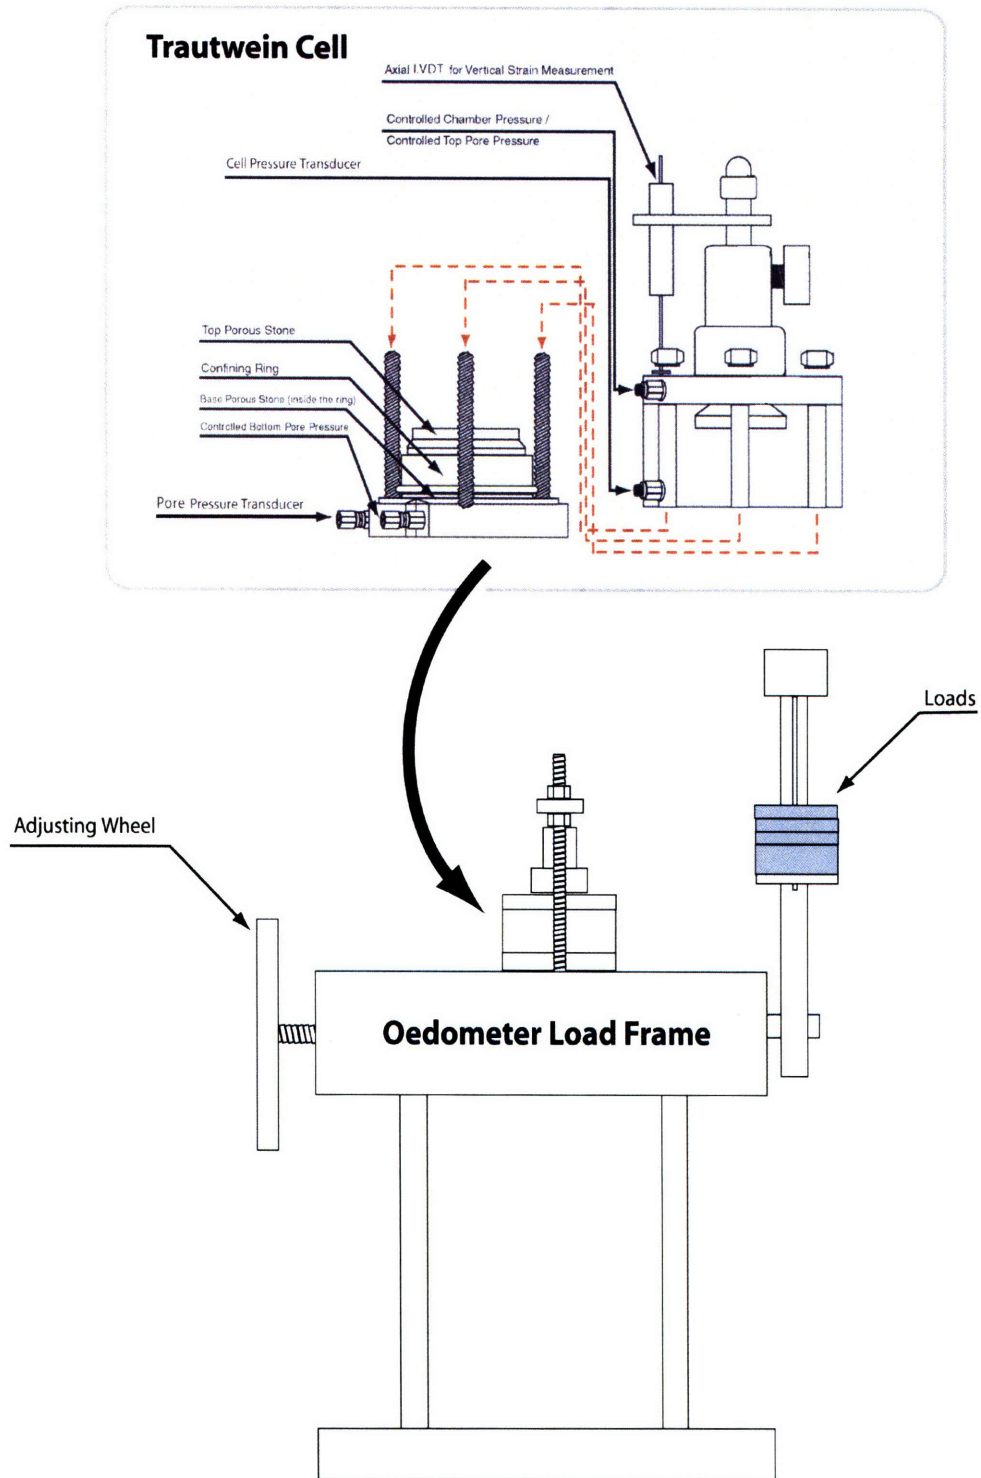 Trautwein Cell
Axial LVDT for Vertical Strain Measurement
Controlled Chamber Pressure /
Controlled Top Pore Pressure
Cell Pressure Transducer
Top Porous Stone
Confining Ring
Base Porous Stone (inside the ring)
Controlled Bottom Pore Pressure
Pore Pressure Transducer
Loads
Adjusting Wheel
Oedometer Load Frame